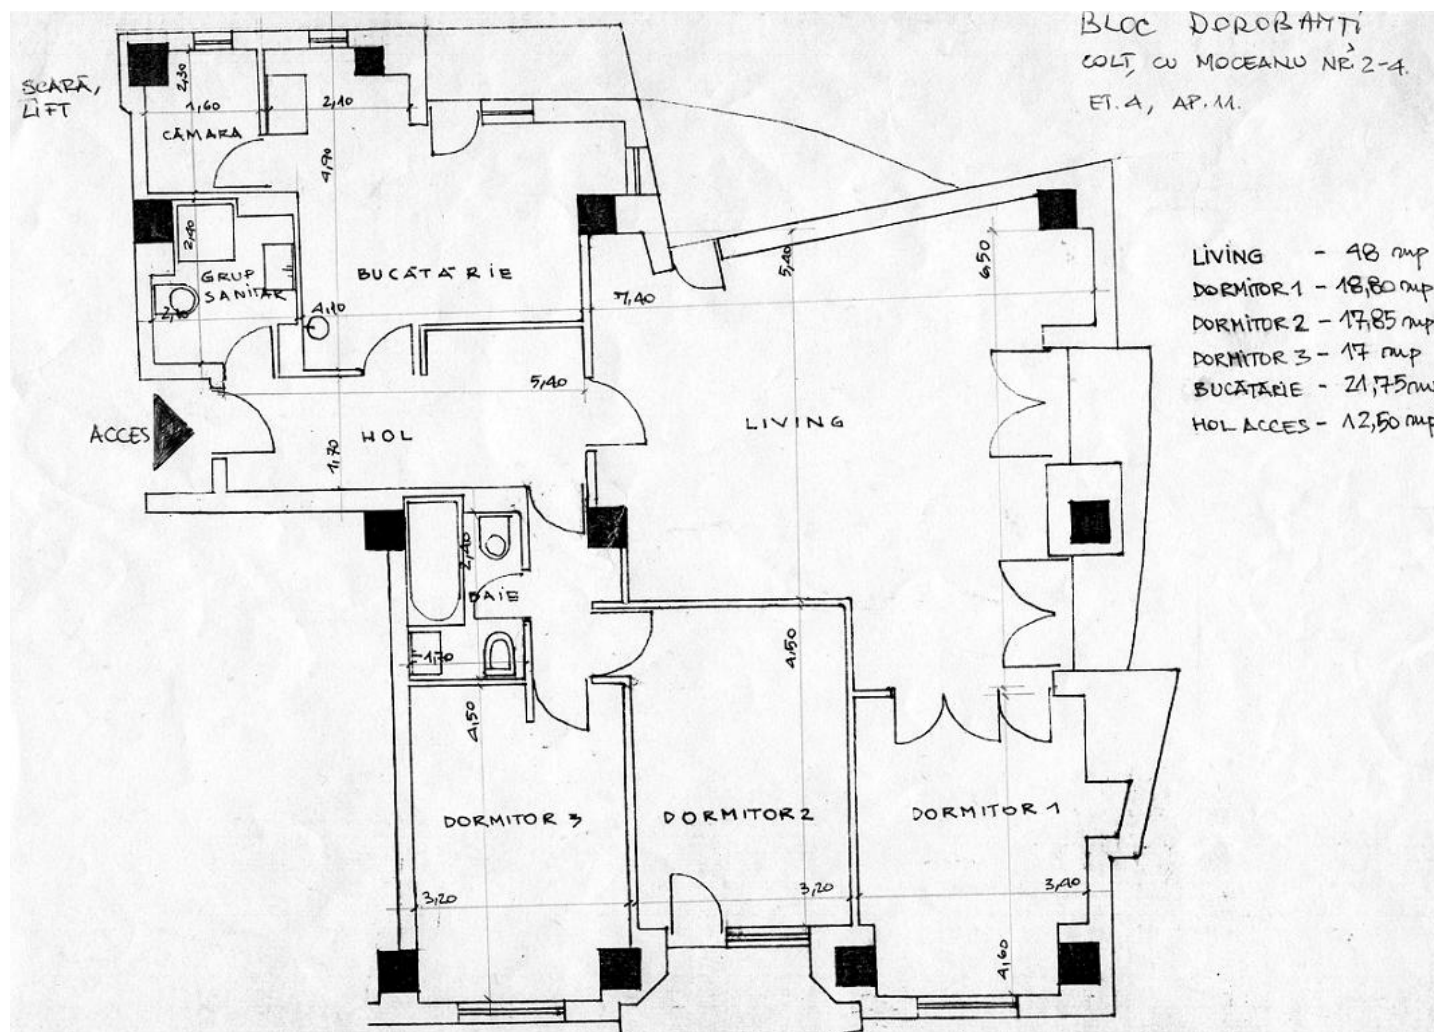 BLOC DOROBANȚI
COLȚ, CU MOCEANU NR. 2-4.
ET. 4, AP. 11.
SCARĂ,
LIFT
2,30
1,60
2,10
CĂMARA
4,90
2,40
GRUP
SANITAR
2,10
4,10
BUCĂTĂRIE
5,40
6,50
7,40
LIVING - 48 mp
DORMITOR 1 - 18,80 mp
DORMITOR 2 - 17,85 mp
DORMITOR 3 - 17 mp
BUCĂTARIE - 21,75 m
HOL ACCES - 12,50 mp
5,40
ACCES
HOL
1,70
LIVING
2,40
BAIE
1,70
4,50
4,50
DORMITOR 3
DORMITOR 2
DORMITOR 1
3,20
3,20
3,40
4,60